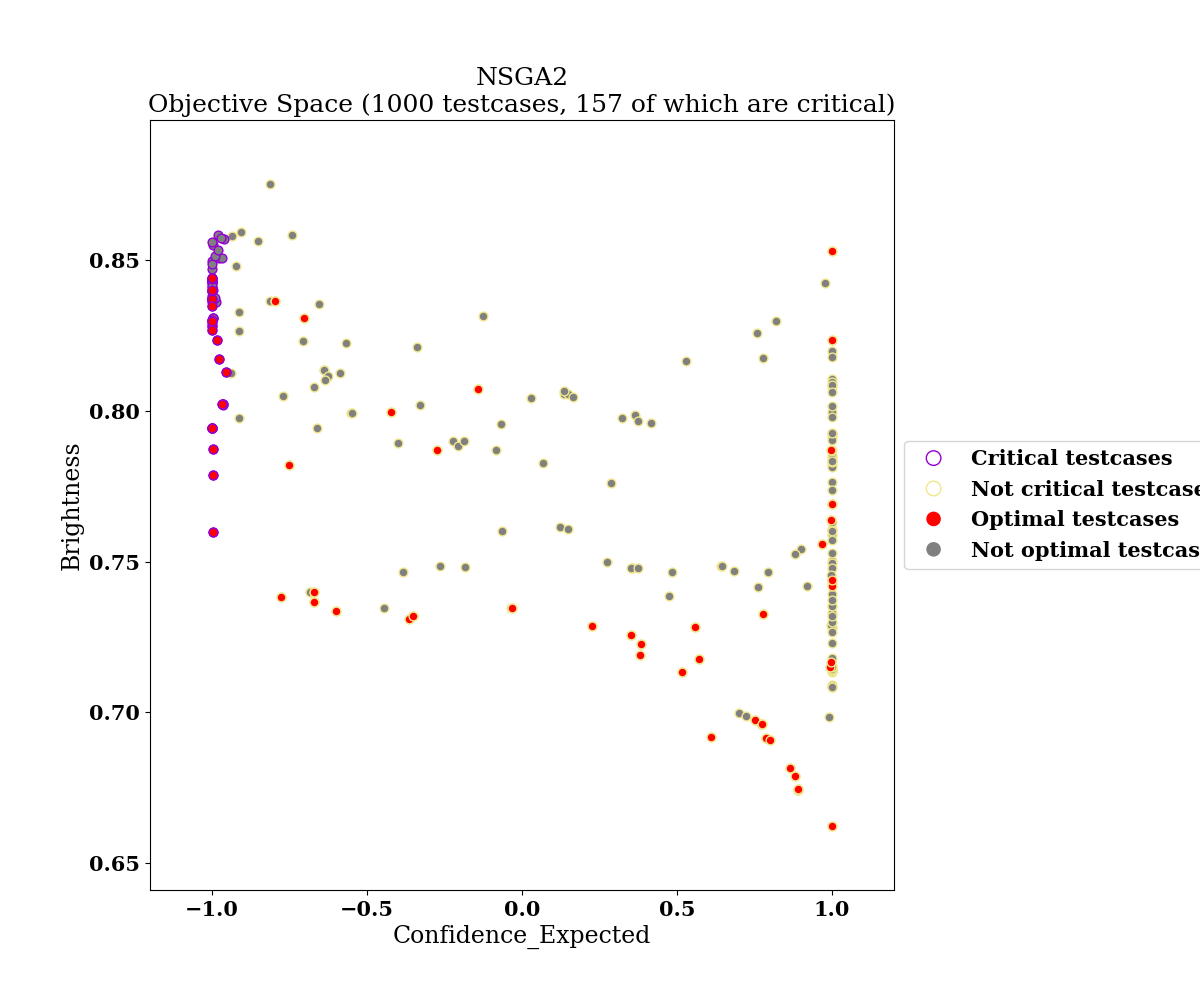 NSGA2
Objective Space (1000 testcases, 157 of which are critical)
Brightness
0.85
0.80
0.75
0.70
0.65
−1.0
−0.5
0.0
0.5
1.0
Confidence_Expected
Critical testcases
Not critical testcase
Optimal testcases
Not optimal testcas